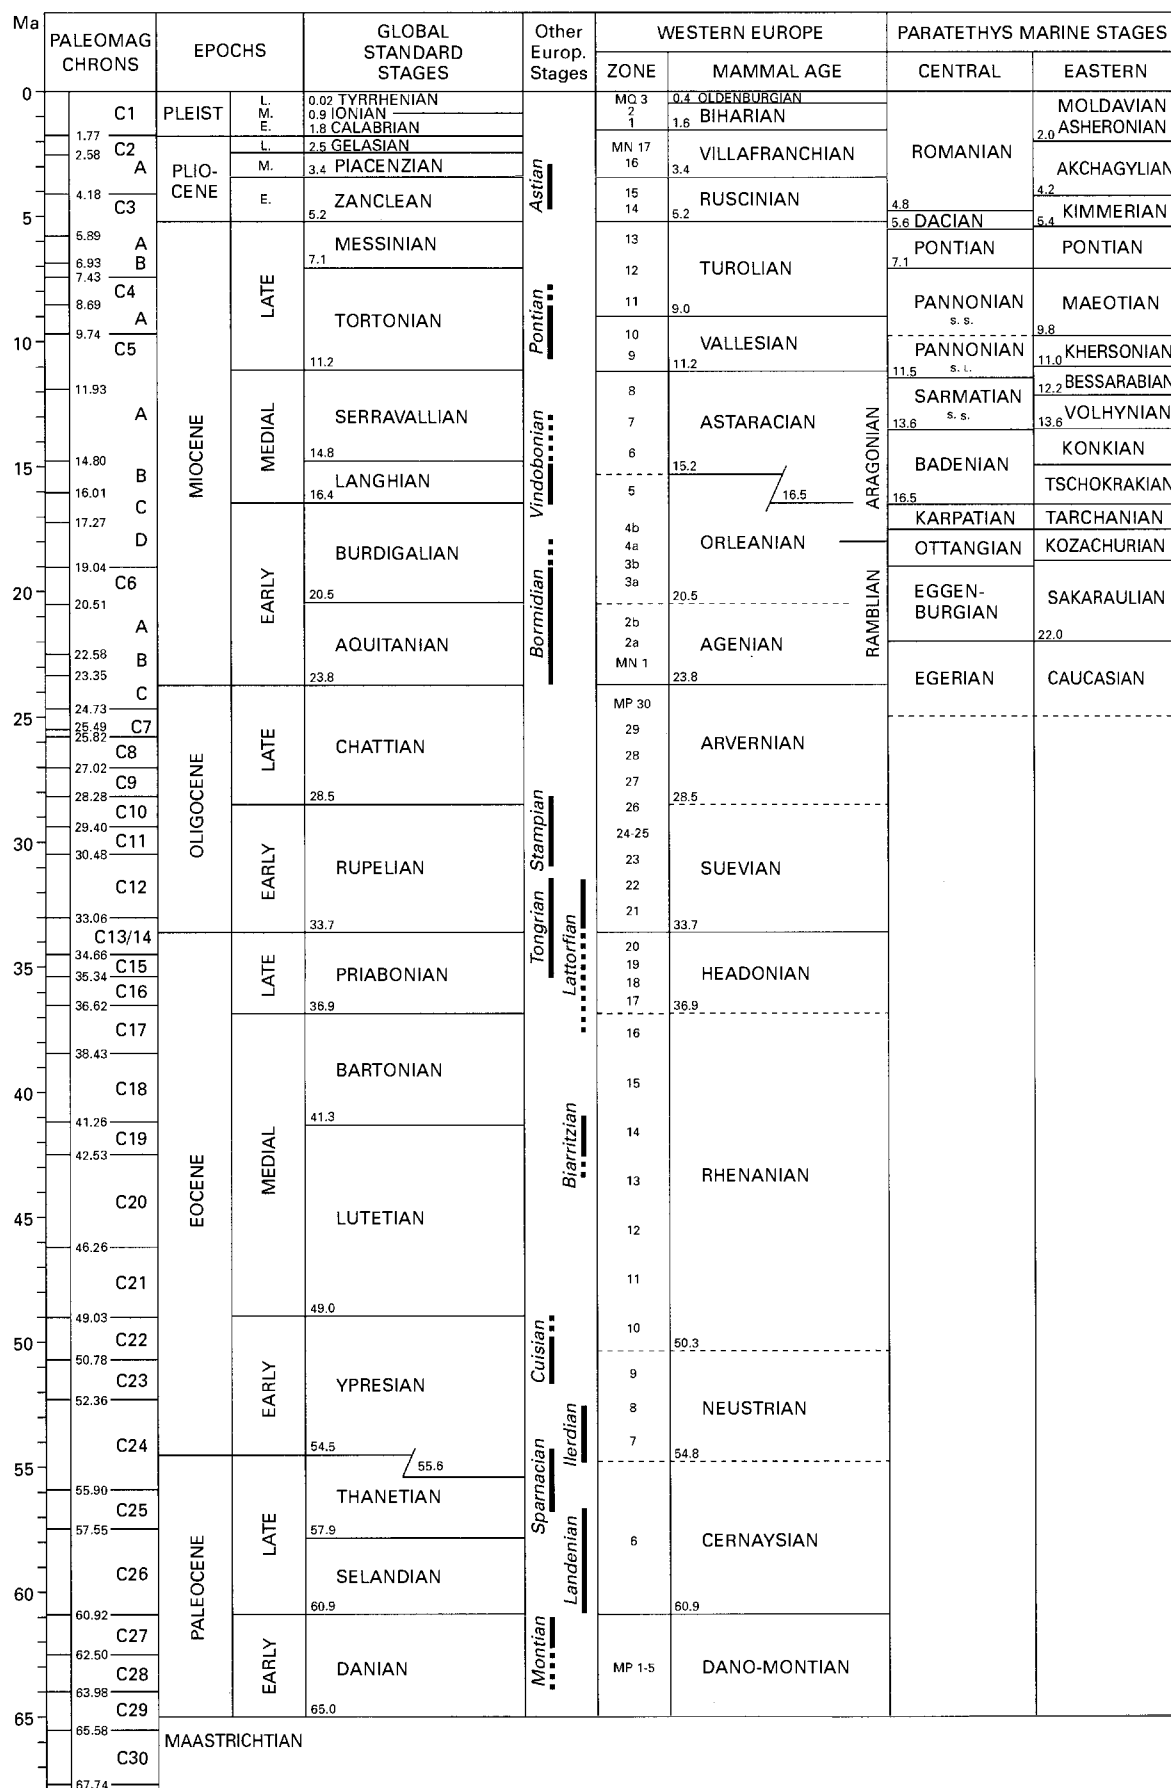 Ma
PALEOMAG
CHRONS
EPOCHS
GLOBAL
STANDARD
STAGES
Other
Europ.
Stages
WESTERN EUROPE
ZONE
MAMMAL AGE
PARATETHYS MARINE STAGES
CENTRAL
EASTERN
0
5
10
15
20
25
30
35
40
45
50
55
60
65
C1
1.77
C2
2.58
A
4.18
C3
5.89
A
6.93
B
7.43
C4
8.69
A
9.74
C5
11.93
A
14.80
B
16.01
C
17.27
D
19.04
C6
20.51
A
22.58
B
23.35
C
24.73
C7
25.49
25.82
C8
27.02
C9
28.28
C10
29.40
C11
30.48
C12
33.06
C13/14
34.66
C15
35.34
C16
36.62
C17
38.43
C18
41.26
C19
42.53
C20
46.26
C21
49.03
C22
50.78
C23
52.36
C24
55.90
C25
57.55
C26
60.92
C27
62.50
C28
63.98
C29
65.58
C30
67.74
PLEIST
L.
M.
E.
PLIO-
CENE
L.
M.
E.
MIOCENE
LATE
MEDIAL
EARLY
OLIGOCENE
LATE
EARLY
EOCENE
LATE
MEDIAL
EARLY
PALEOCENE
LATE
EARLY
MAASTRICHTIAN
0.02 TYRRHENIAN
0.9 IONIAN
1.8 CALABRIAN
2.5 GELASIAN
3.4 PIACENZIAN
ZANCLEAN
5.2
MESSINIAN
7.1
TORTONIAN
11.2
SERRAVALLIAN
14.8
LANGHIAN
16.4
BURDIGALIAN
20.5
AQUITANIAN
23.8
CHATTIAN
28.5
RUPELIAN
33.7
PRIABONIAN
36.9
BARTONIAN
41.3
LUTETIAN
49.0
YPRESIAN
54.5
55.6
THANETIAN
57.9
SELANDIAN
60.9
DANIAN
65.0
Astian
Pontian
Vindobonian
Bormidian
Stampian
Tongrian
Lattorfian
Biarritzian
Cuisian
Ilerdian
Sparnacian
Landenian
Montian
MQ 3
2
1
MN 17
16
15
14
13
12
11
10
9
8
7
6
5
4b
4a
3b
3a
2b
2a
MN 1
MP 30
29
28
27
26
24-25
23
22
21
20
19
18
17
16
15
14
13
12
11
10
9
8
7
6
MP 1-5
0.4 OLDENBURGIAN
BIHARIAN
1.6
VILLAFRANCHIAN
3.4
RUSCINIAN
5.2
TUROLIAN
9.0
VALLESIAN
11.2
ASTARACIAN
15.2
16.5
ARAGONIAN
ORLEANIAN
20.5
RAMBLIAN
AGENIAN
23.8
ARVERNIAN
28.5
SUEVIAN
33.7
HEADONIAN
36.9
RHENANIAN
50.3
NEUSTRIAN
54.8
CERNAYSIAN
60.9
DANO-MONTIAN
ROMANIAN
4.8
5.6 DACIAN
PONTIAN
7.1
PANNONIAN
s. s.
PANNONIAN
11.5 s. l.
SARMATIAN
s. s.
13.6
BADENIAN
16.5
KARPATIAN
OTTANGIAN
EGGEN-
BURGIAN
EGERIAN
MOLDAVIAN
2.0 ASHERONIAN
AKCHAGYLIAN
4.2
KIMMERIAN
5.4
PONTIAN
MAEOTIAN
9.8
11.0 KHERSONIAN
12.2 BESSARABIAN
13.6 VOLHYNIAN
KONKIAN
TSCHOKRAKIAN
TARCHANIAN
KOZACHURIAN
SAKARAULIAN
22.0
CAUCASIAN